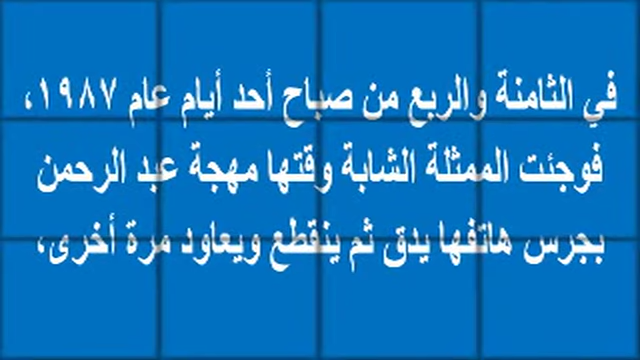 في الثامنة والربع من صباح أحد أيام عام ١٩٨٧،
فوجئت الممثلة الشابة وقتها مهجة عبد الرحمن
بجرس هاتفها يدق ثم ينقطع ويعاود مرة أخرى،